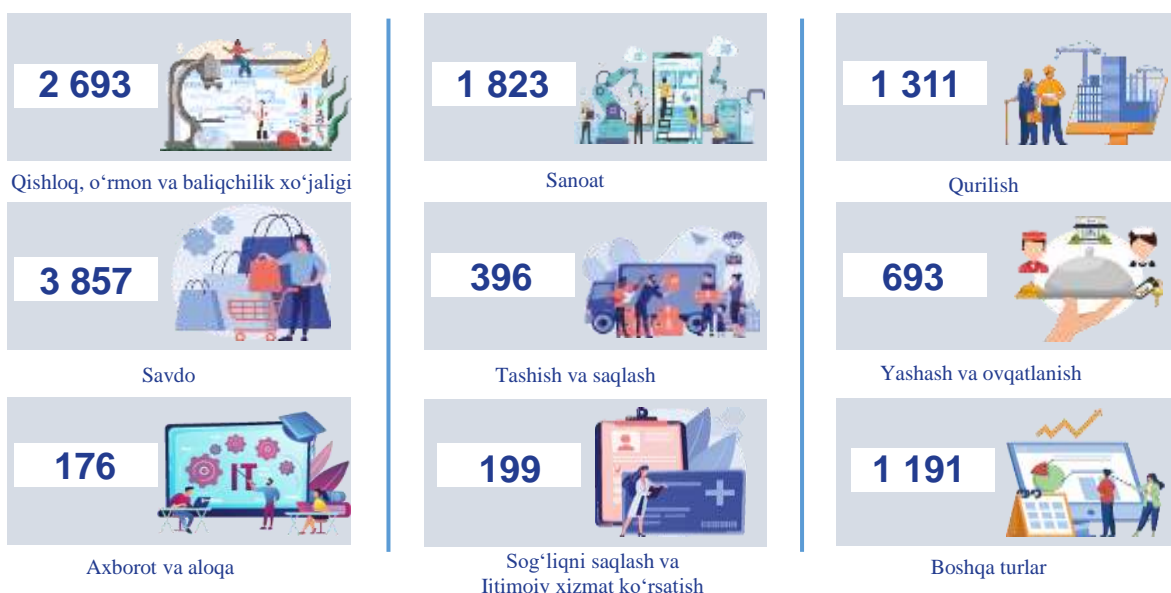 2 693
Qishloq, o‘rmon va baliqchilik xo‘jaligi
1 823
Sanoat
1 311
Qurilish
3 857
Savdo
396
Tashish va saqlash
693
Yashash va ovqatlanish
176
IT
Axborot va aloqa
199
Sog‘liqni saqlash va
Ijtimoiy xizmat ko‘rsatish
1 191
Boshqa turlar